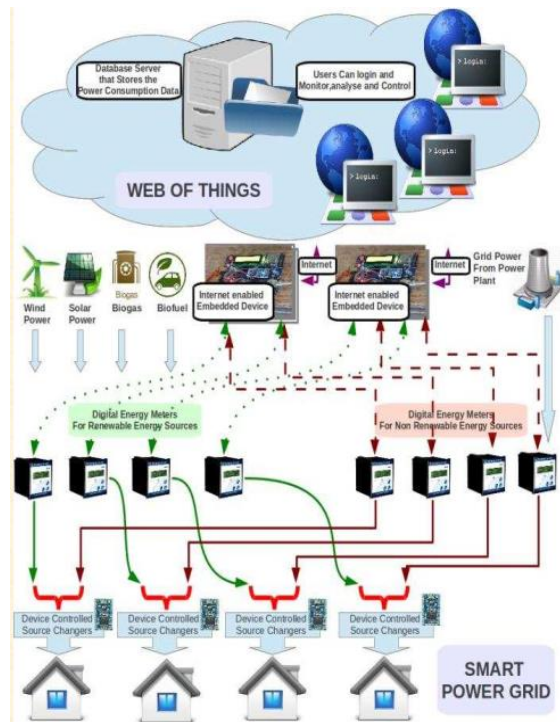 Database Server
that Stores the
Power Consumption Data
Users Can login and
Monitor,analyse and Control
> login:
> login:
> login:
WEB OF THINGS
Wind
Power
Solar
Power
Biogas
Biogas
Biofuel
Internet enabled
Embedded Device
Internet
Internet enabled
Embedded Device
Internet
Grid Power
From Power
Plant
Digital Energy Meters
For Renewable Energy Sources
Digital Energy Meters
For Non Renewable Energy Sources
Device Controlled
Source Changers
Device Controlled
Source Changers
Device Controlled
Source Changers
Device Controlled
Source Changers
SMART
POWER GRID